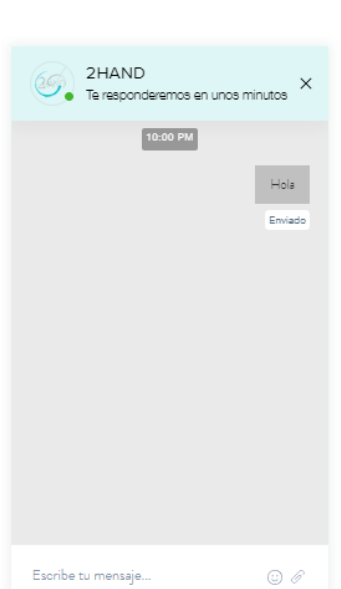 2HAND
Te responderemos en unos minutos
10:00 PM
Hola
Enviado
Escribe tu mensaje...